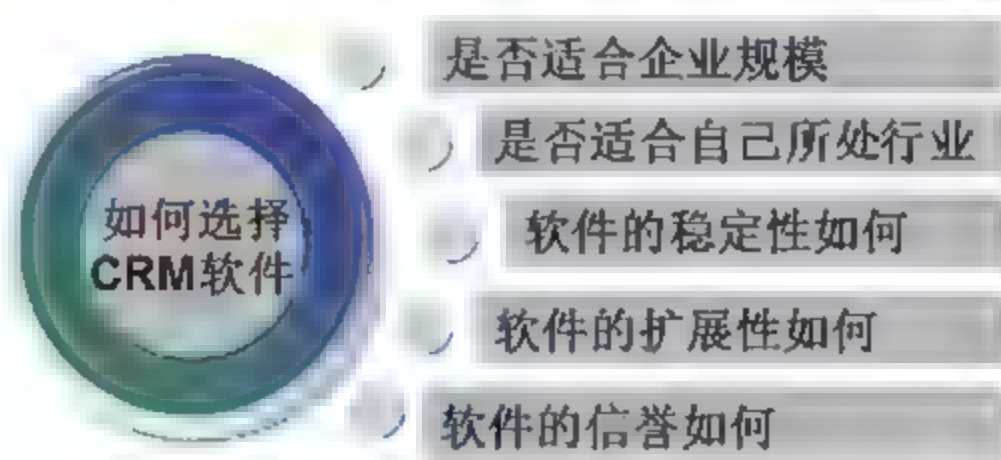 如何选择
CRM软件
是否适合企业规模
是否适合自己所处行业
软件的稳定性如何
软件的扩展性如何
软件的信誉如何